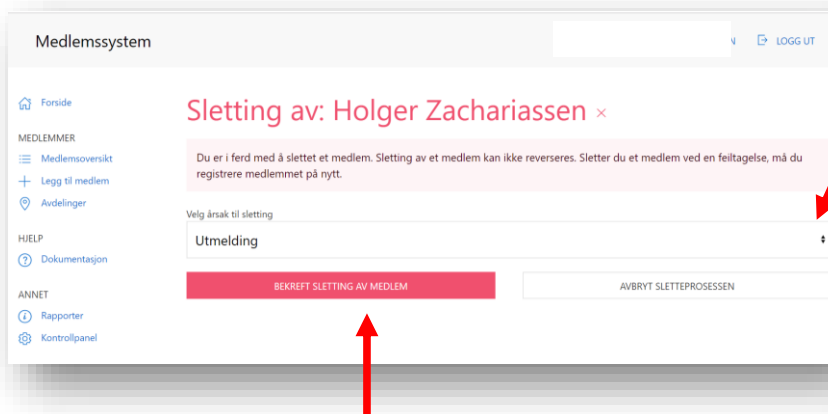 Medlemssystem
LOGG UT
Forside
MEDLEMMER
Medlemsoversikt
Legg til medlem
Avdelinger
HJELP
Dokumentasjon
ANNET
Rapporter
Kontrollpanel
Sletting av: Holger Zachariassen ×
Du er i ferd med å slettet et medlem. Sletting av et medlem kan ikke reverseres. Sletter du et medlem ved en feiltagelse, må du
registrere medlemmet på nytt.
Velg årsak til sletting
Utmelding
BEKREFT SLETTING AV MEDLEM
AVBRYT SLETTEPROSESSEN